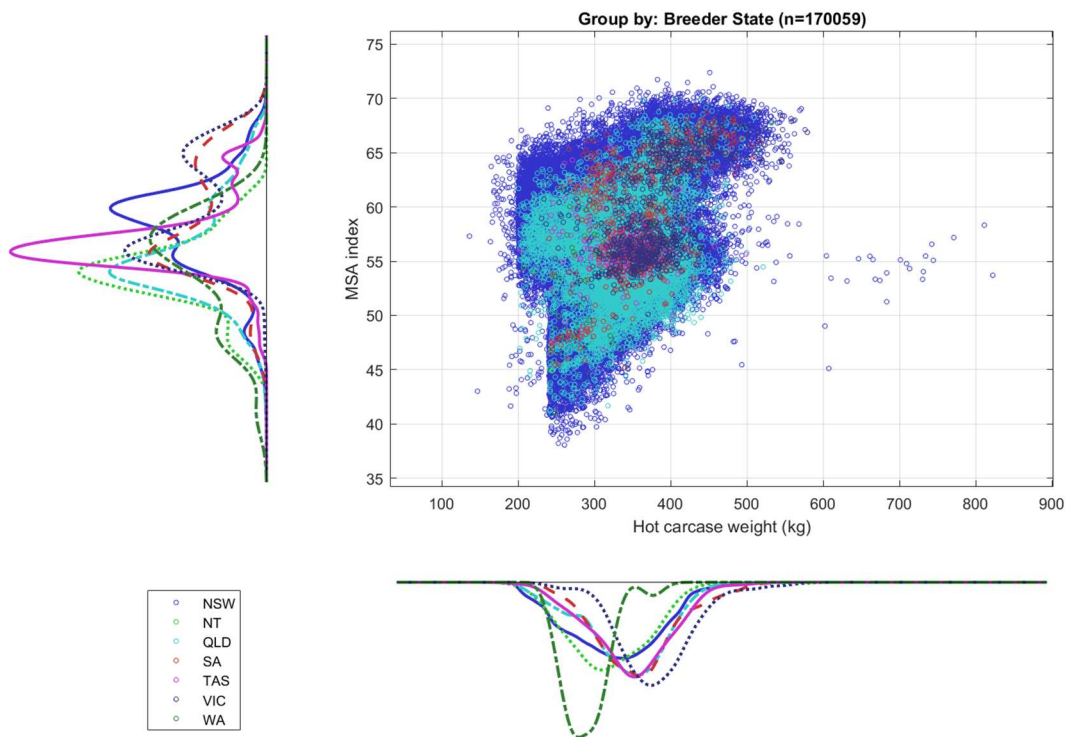 Group by: Breeder State (n=170059)
75
70
65
60
55
50
45
40
35
MSA index
100 200 300 400 500 600 700 800 900
Hot carcase weight (kg)
NSW
NT
QLD
SA
TAS
VIC
WA